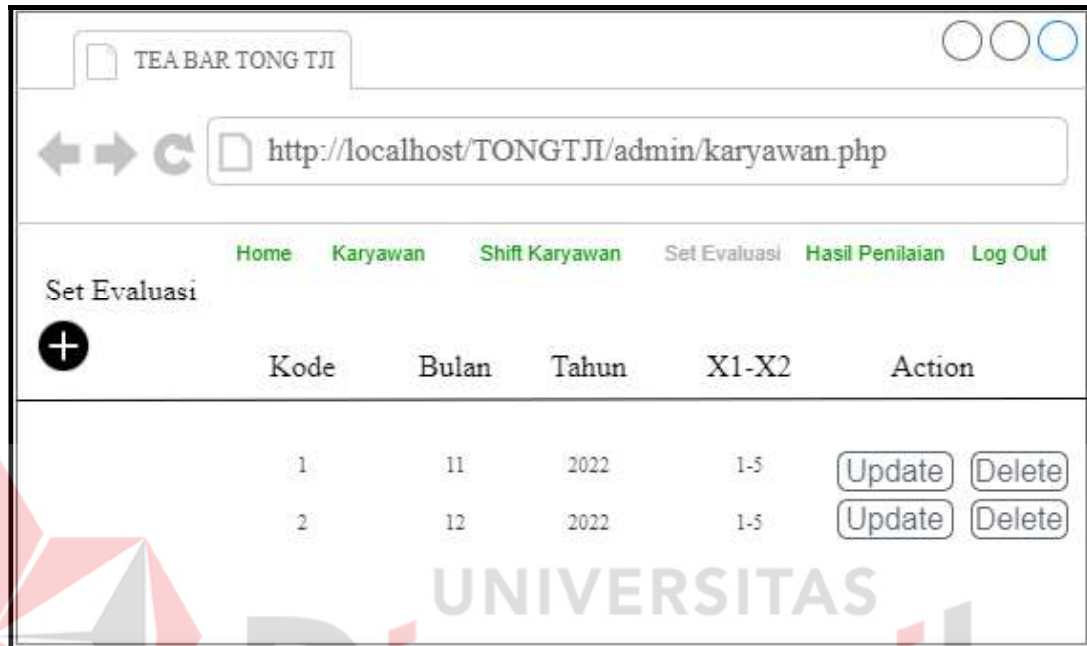 TEA BAR TONG TJI
http://localhost/TONGTJI/admin/karyawan.php
Home Karyawan Shift Karyawan Set Evaluasi Hasil Penilaian Log Out
Set Evaluasi
Kode Bulan Tahun X1-X2 Action
1 11 2022 1-5 Update Delete
2 12 2022 1-5 Update Delete
UNIVERSITAS